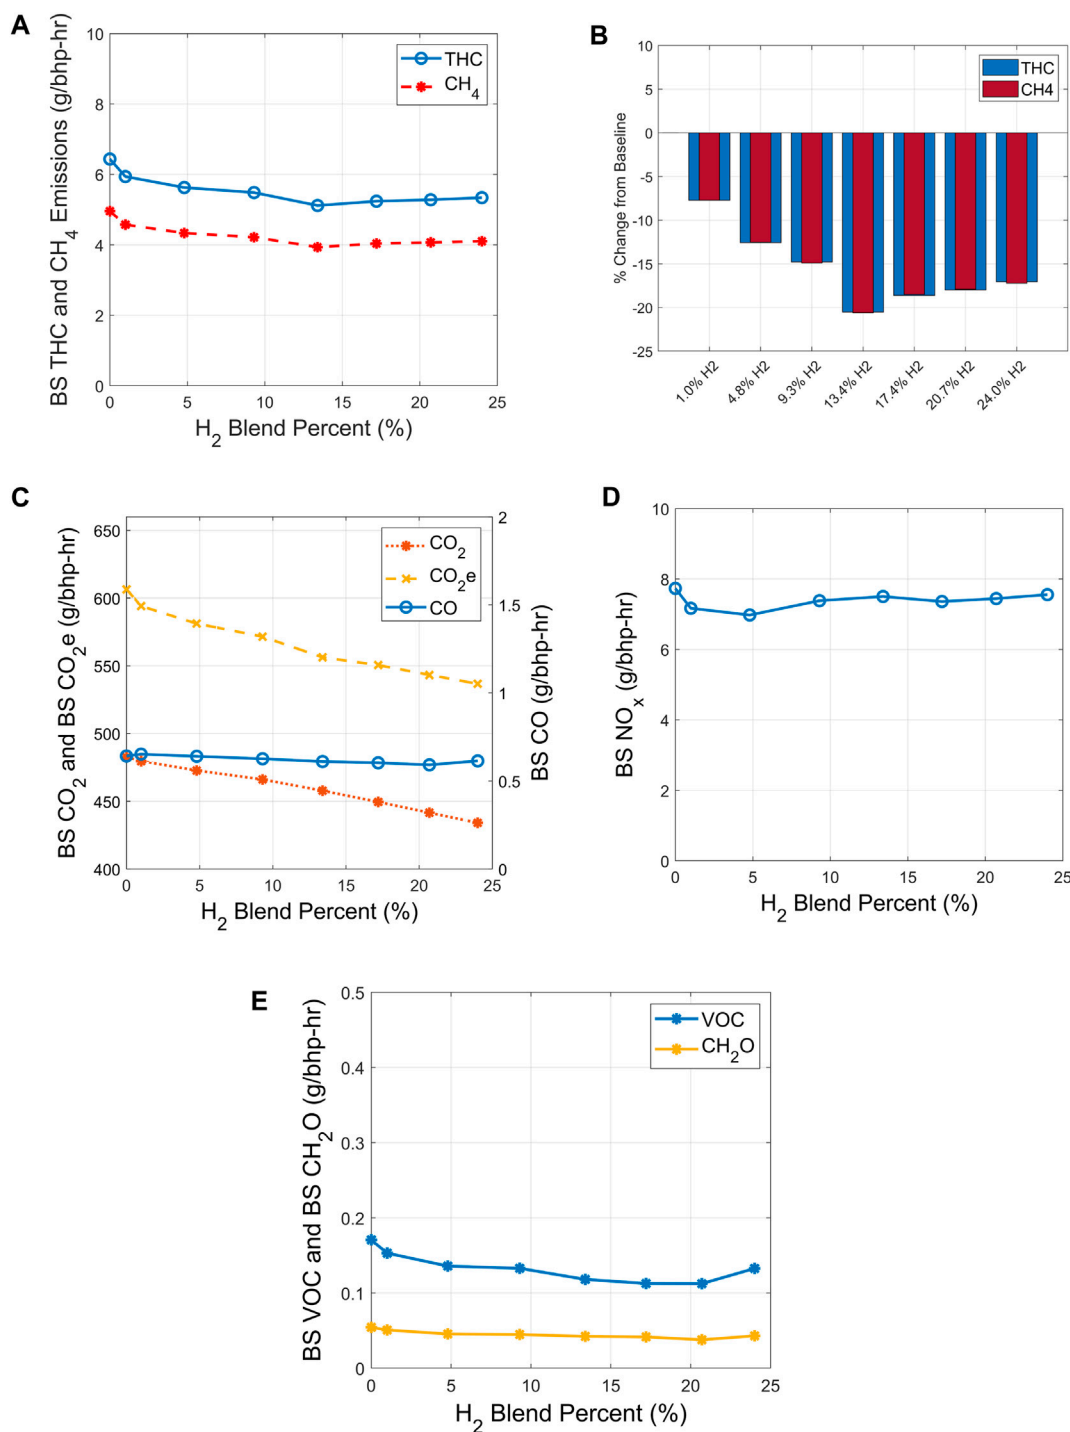 A
BS THC and CH4 Emissions (g/bhp-hr)
10
8
6
4
2
0
0 5 10 15 20 25
H2 Blend Percent (%)
THC
CH4
B
% Change from Baseline
10
5
0
-5
-10
-15
-20
-25
1.0% H2
4.8% H2
9.3% H2
13.4% H2
17.4% H2
20.7% H2
24.0% H2
THC
CH4
C
BS CO2 and BS CO2e (g/bhp-hr)
650
600
550
500
450
400
0 5 10 15 20 25
H2 Blend Percent (%)
CO2
CO2e
CO
2
1.5
1
0.5
0
BS CO (g/bhp-hr)
D
BS NOx (g/bhp-hr)
10
8
6
4
2
0
0 5 10 15 20 25
H2 Blend Percent (%)
E
BS VOC and BS CH2O (g/bhp-hr)
0.5
0.4
0.3
0.2
0.1
0
0 5 10 15 20 25
H2 Blend Percent (%)
VOC
CH2O